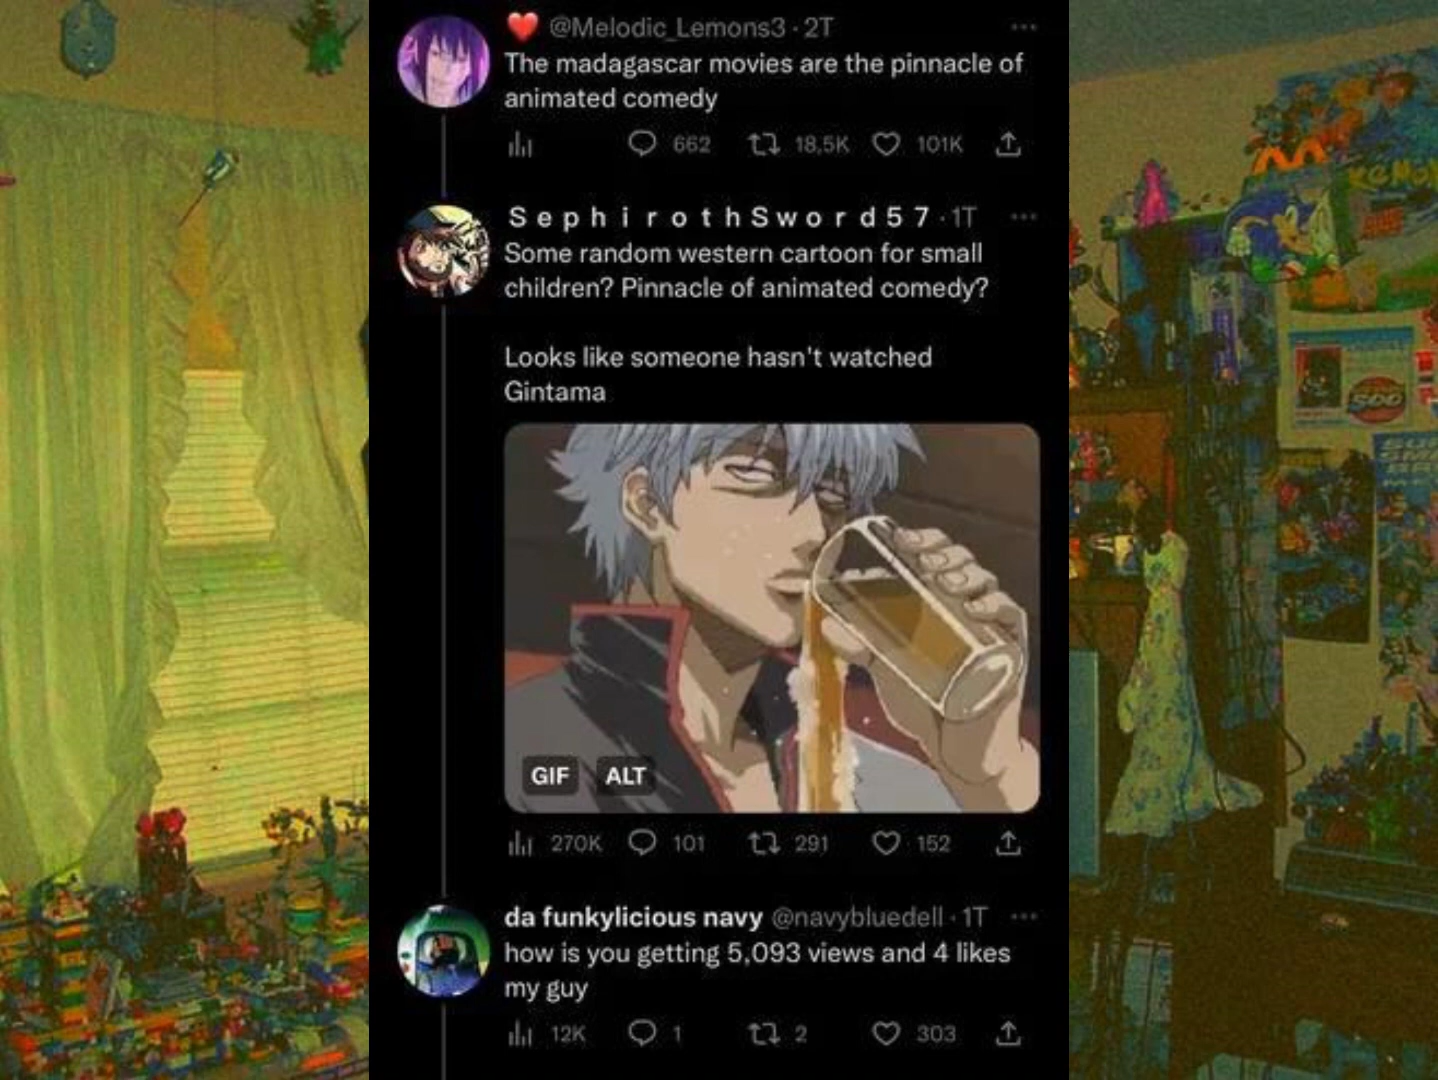 @Melodic_Lemons3 · 2T
The madagascar movies are the pinnacle of
animated comedy
662 18,5K 101K
SephirothSword57 · 1T
Some random western cartoon for small
children? Pinnacle of animated comedy?
Looks like someone hasn't watched
Gintama
GIF ALT
270K 101 291 152
da funkylicious navy @navybluedell · 1T
how is you getting 5,093 views and 4 likes
my guy
12K 1 2 303
500